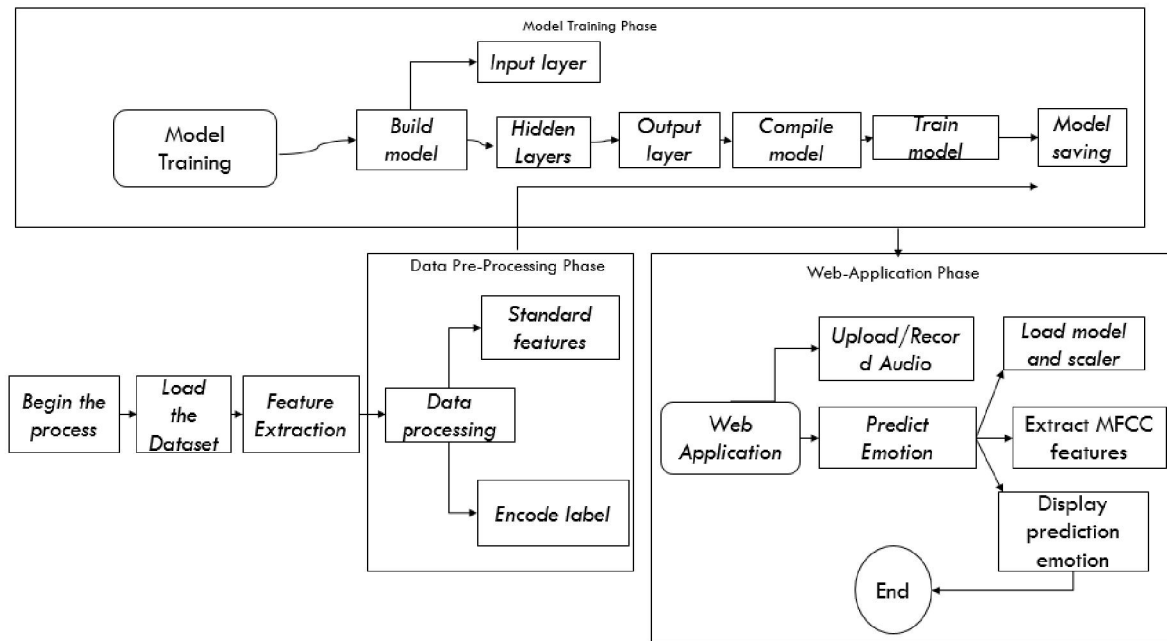 Model Training Phase
Input layer
Model
Training
Build
model
Hidden
Layers
Output
layer
Compile
model
Train
model
Model
saving
Data Pre-Processing Phase
Standard
features
Begin the
process
Load
the
Dataset
Feature
Extraction
Data
processing
Encode label
Web-Application Phase
Upload/Recor
d Audio
Load model
and scaler
Web
Application
Predict
Emotion
Extract MFCC
features
Display
prediction
emotion
End